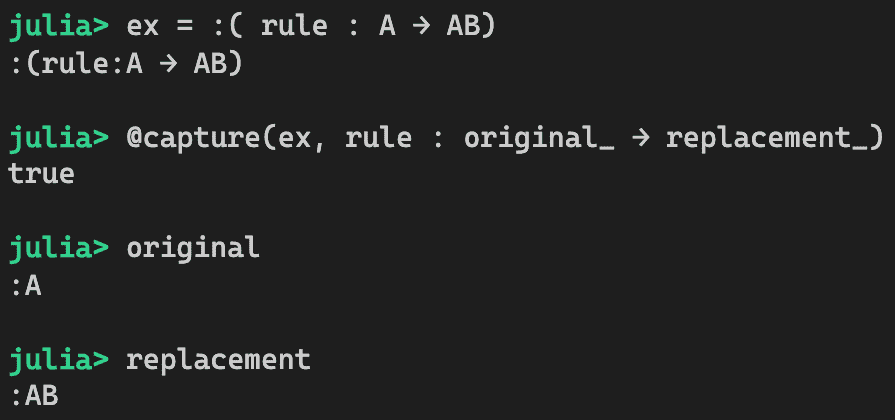 julia> ex = :( rule : A → AB)
:(rule:A → AB)
julia> @capture(ex, rule : original_ → replacement_)
true
julia> original
:A
julia> replacement
:AB